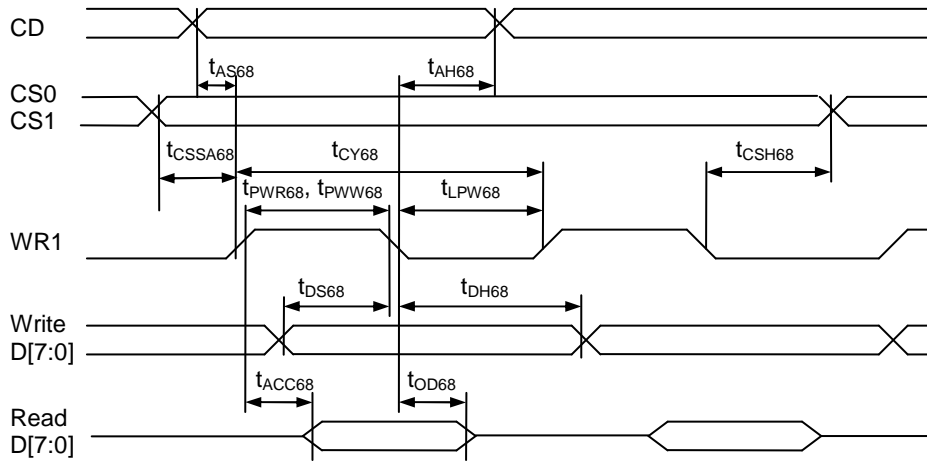 CD
tAS68 tAH68
CS0
CS1
tCSSA68 tCY68 tCSH68
tPWR68, tPWW68 tLPW68
WR1
tDS68 tDH68
Write
D[7:0]
tACC68 tOD68
Read
D[7:0]